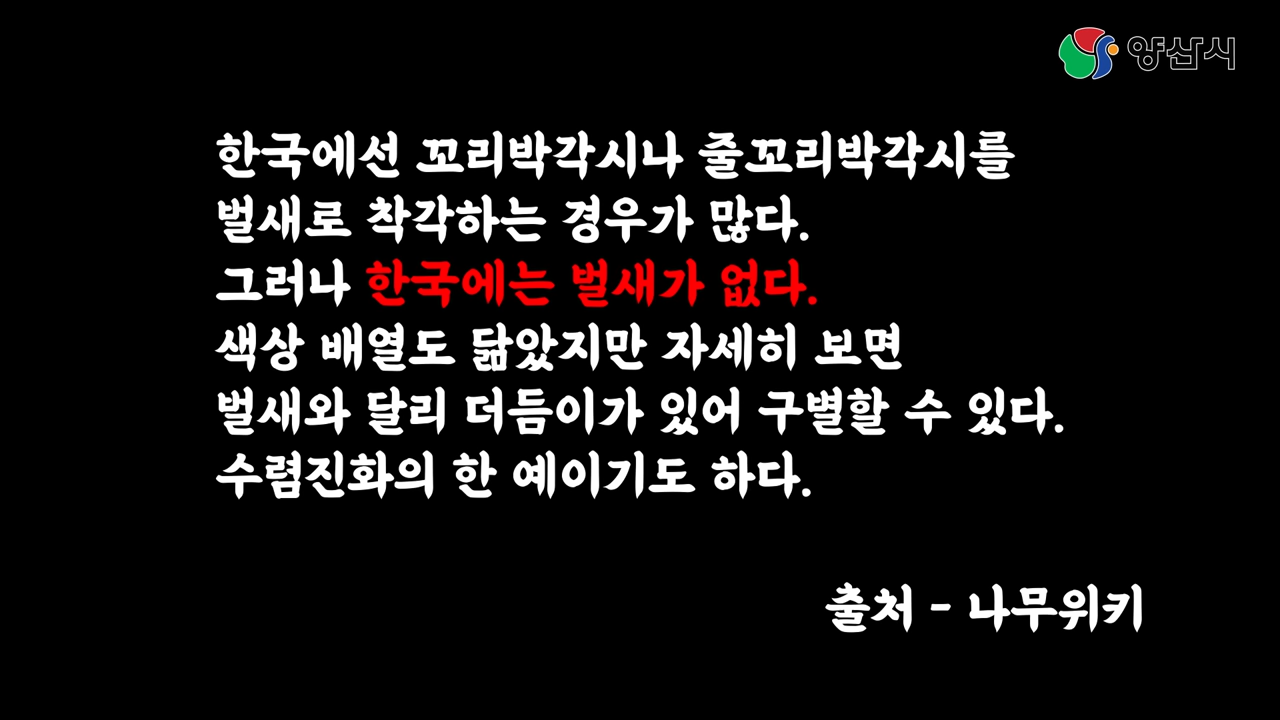 양산시
한국에선 꼬리박각시나 줄꼬리박각시를
벌새로 착각하는 경우가 많다.
그러나 한국에는 벌새가 없다.
색상 배열도 닮았지만 자세히 보면
벌새와 달리 더듬이가 있어 구별할 수 있다.
수렴진화의 한 예이기도 하다.
출처 - 나무위키